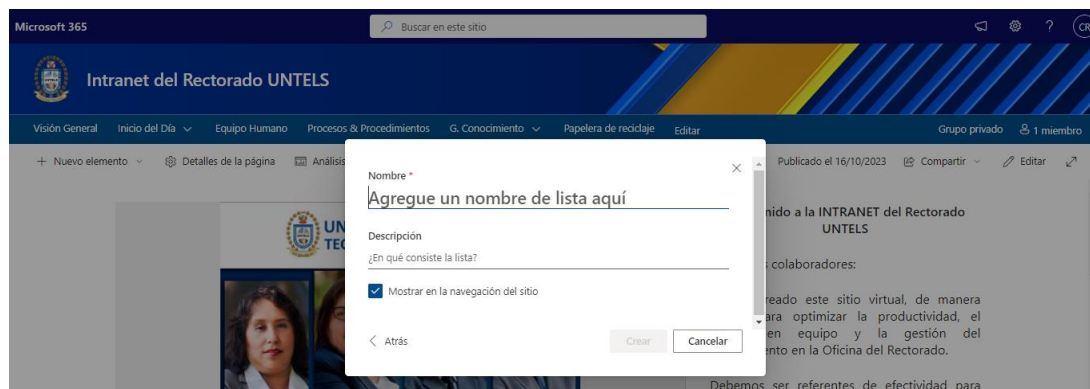 Microsoft 365
Buscar en este sitio
?
CR
Intranet del Rectorado UNTELS
Visión General Inicio del Día Equipo Humano Procesos & Procedimientos G. Conocimiento Papelera de reciclaje Editar Grupo privado 1 miembro
+ Nuevo elemento Detalles de la página Análisis Publicado el 16/10/2023 Compartir Editar
Nombre *
Agregue un nombre de lista aquí
Descripción
¿En qué consiste la lista?
Mostrar en la navegación del sitio
Atrás Crear Cancelar
UN
TEC
nido a la INTRANET del Rectorado
UNTELS
colaboradores:
reado este sitio virtual, de manera
ara optimizar la productividad, el
en equipo y la gestión del
ento en la Oficina del Rectorado.
Debemos ser referentes de efectividad para